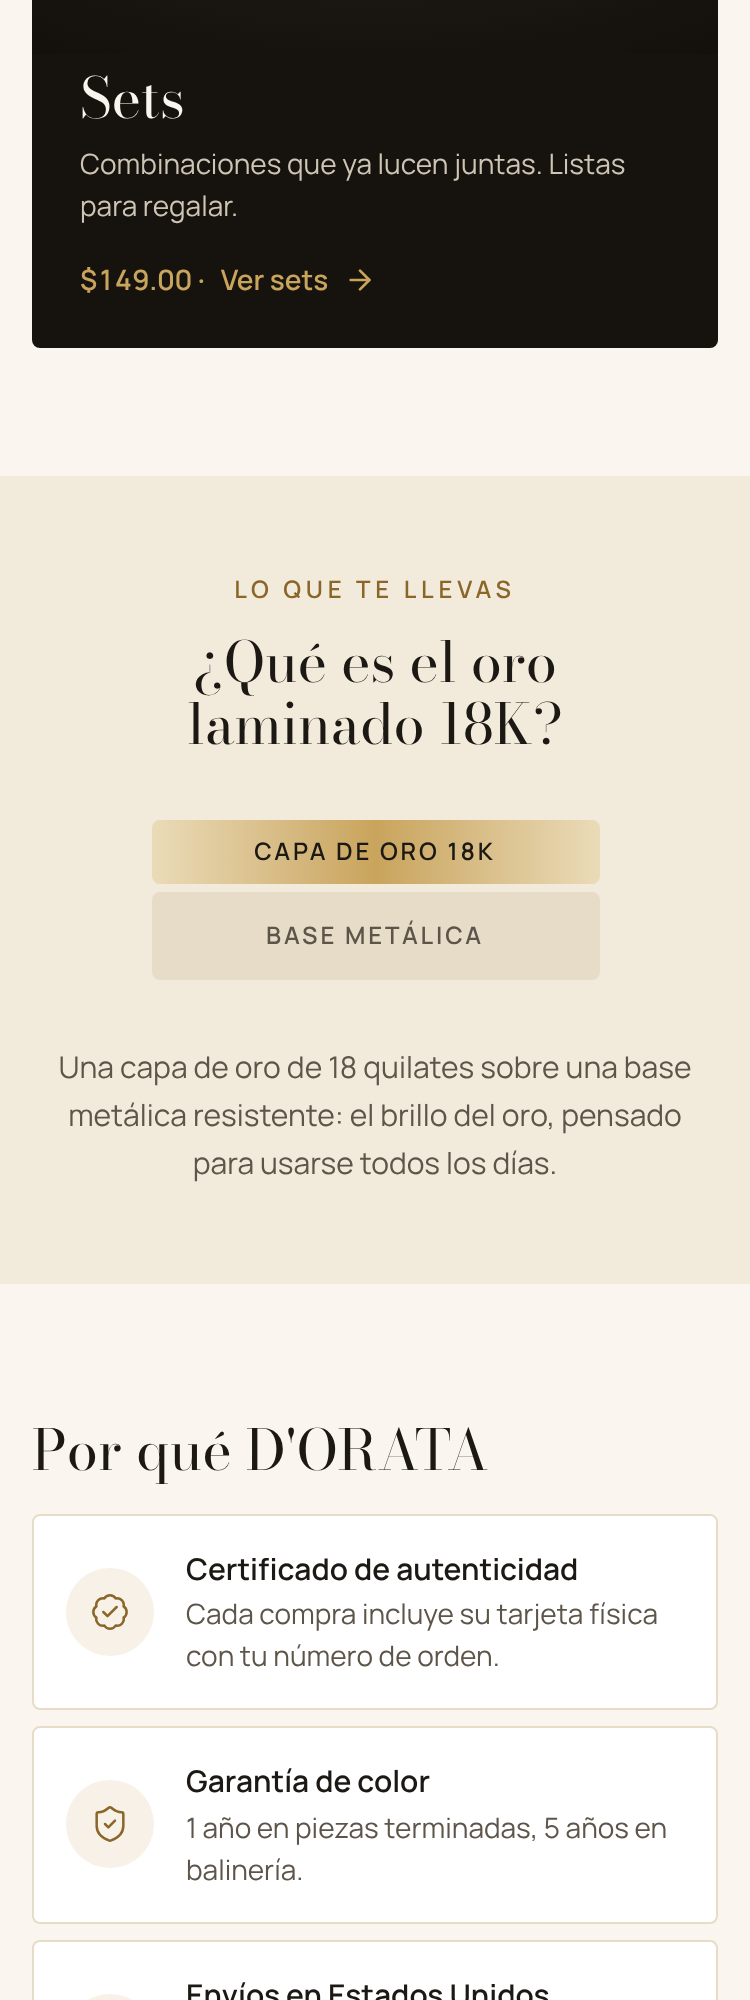 Sets
Combinaciones que ya lucen juntas. Listas
para regalar.
$149.00 · Ver sets →
LO QUE TE LLEVAS
¿Qué es el oro
laminado 18K?
CAPA DE ORO 18K
BASE METÁLICA
Una capa de oro de 18 quilates sobre una base
metálica resistente: el brillo del oro, pensado
para usarse todos los días.
Por qué D'ORATA
Certificado de autenticidad
Cada compra incluye su tarjeta física
con tu número de orden.
Garantía de color
1 año en piezas terminadas, 5 años en
balinería.
Envíos en Estados Unidos